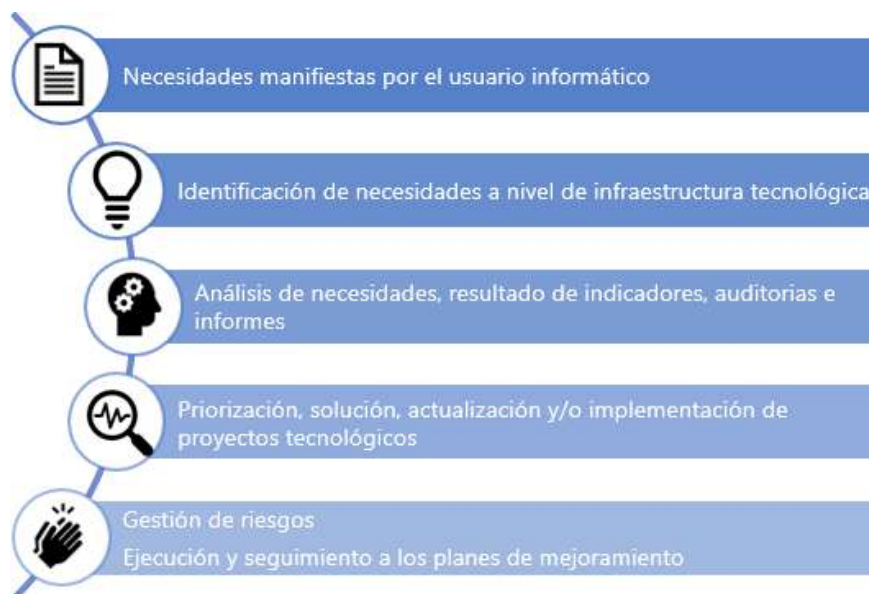 Necesidades manifiestas por el usuario informático
Identificación de necesidades a nivel de infraestructura tecnológica
Análisis de necesidades, resultado de indicadores, auditorias e
informes
Priorización, solución, actualización y/o implementación de
proyectos tecnológicos
Gestión de riesgos
Ejecución y seguimiento a los planes de mejoramiento